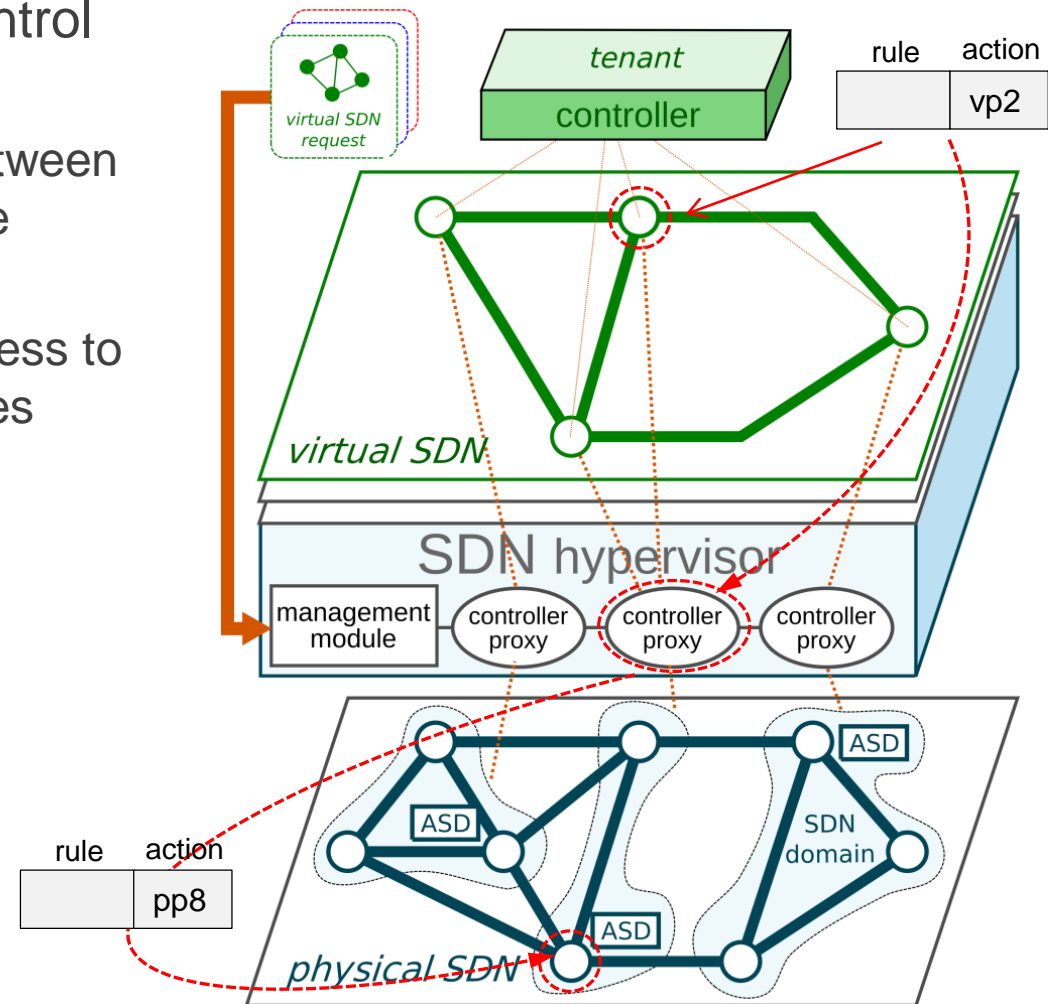 ntrol
tween
e
ess to
es
virtual SDN
request
tenant
controller
rule action
vp2
virtual SDN
SDN hypervisor
management
module
controller
proxy
controller
proxy
controller
proxy
ASD
ASD
SDN
domain
ASD
rule action
pp8
physical SDN